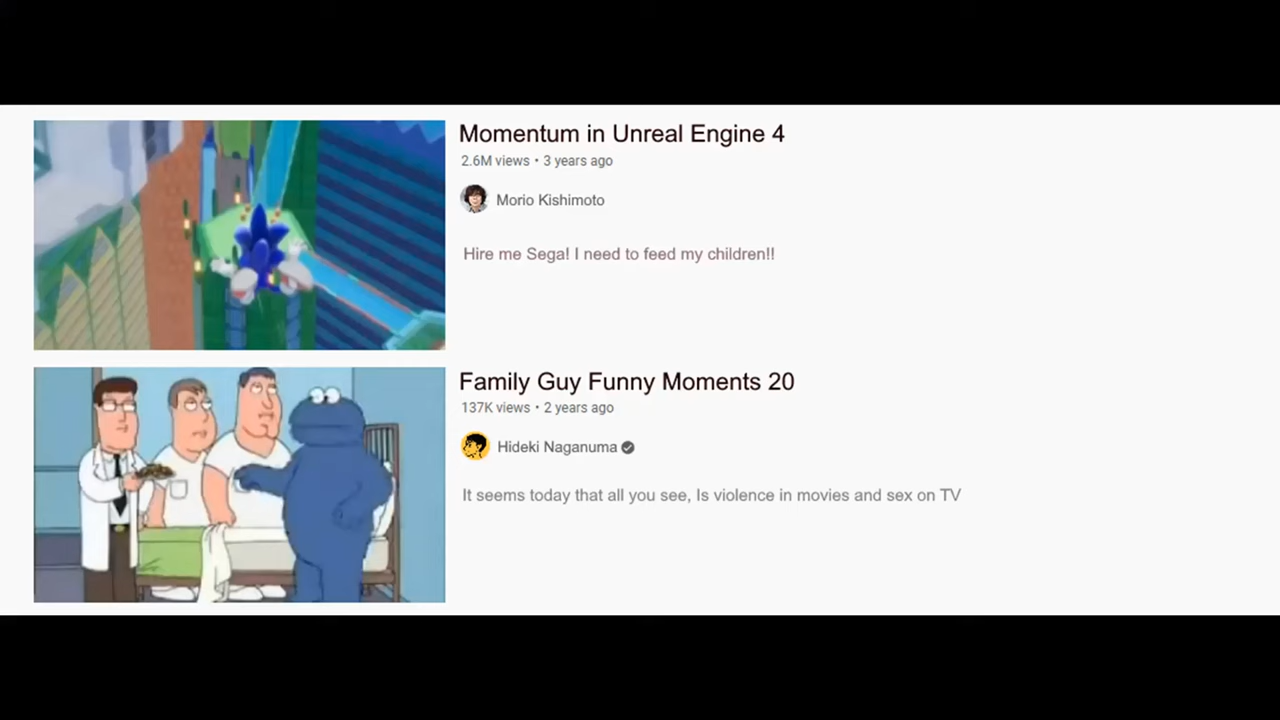 Momentum in Unreal Engine 4
2.6M views • 3 years ago
Morio Kishimoto
Hire me Sega! I need to feed my children!!
Family Guy Funny Moments 20
137K views • 2 years ago
Hideki Naganuma
It seems today that all you see, Is violence in movies and sex on TV